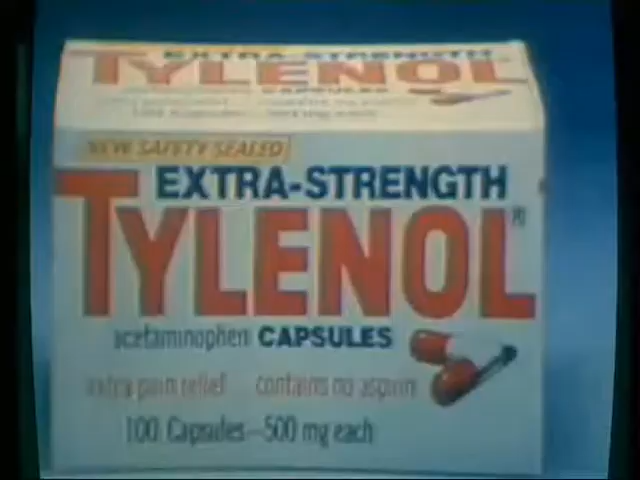 EXTRA-STRENGTH
TYLENOL
CAPSULES
NEW SAFETY SEALED
EXTRA-STRENGTH
TYLENOL®
acetaminophen CAPSULES
extra pain relief contains no aspirin
100 Capsules-500 mg each